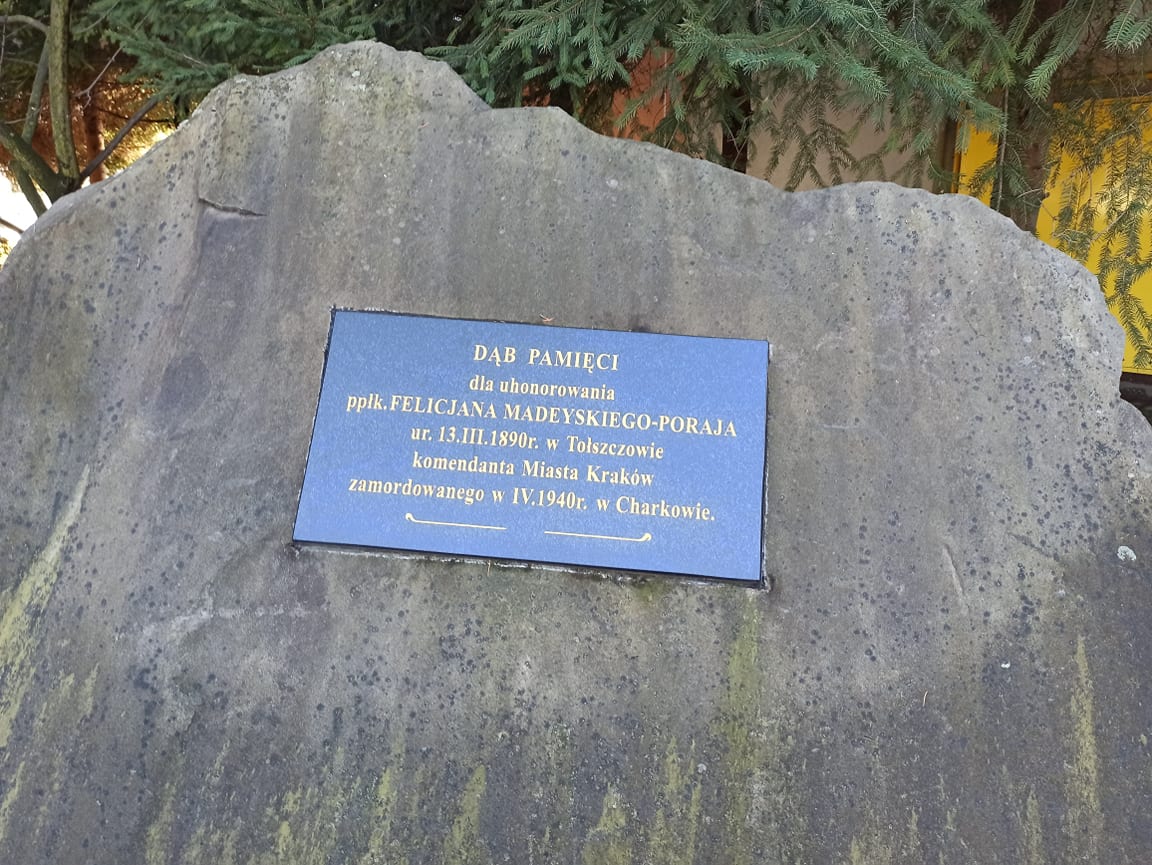 DĄB PAMIĘCI
dla uhonorowania
ppłk.FELICJANA MADEYSKIEGO-PORAJA
ur. 13.III.1890r. w Tołszczowie
komendanta Miasta Kraków
zamordowanego w IV.1940r. w Charkowie.